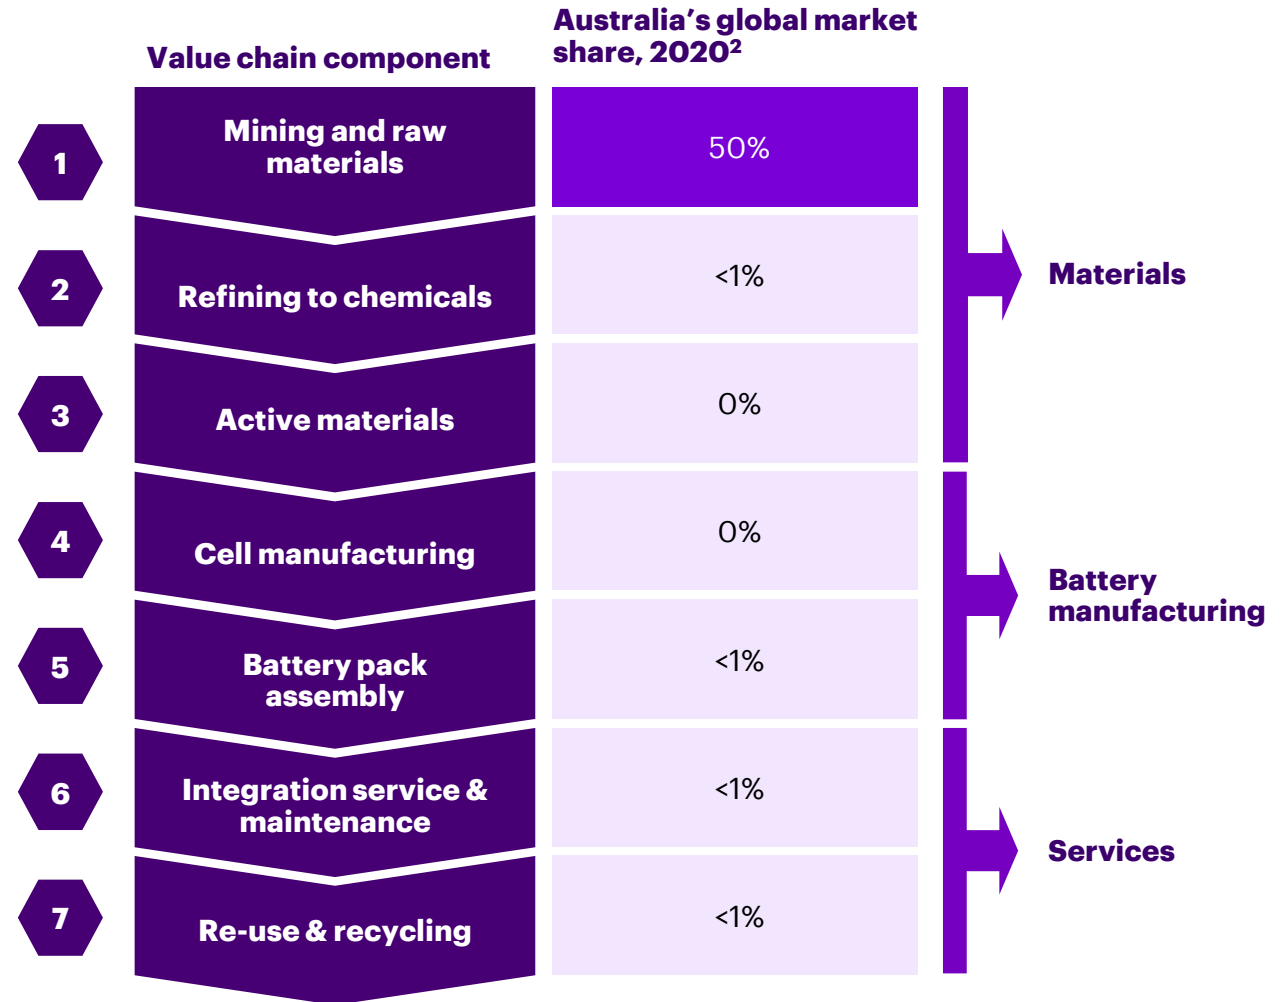 Value chain component
Australia’s global market
share, 2020²
1
Mining and raw
materials
50%
2
Refining to chemicals
<1%
3
Active materials
0%
Materials
4
Cell manufacturing
0%
5
Battery pack
assembly
<1%
Battery
manufacturing
6
Integration service &
maintenance
<1%
7
Re-use & recycling
<1%
Services